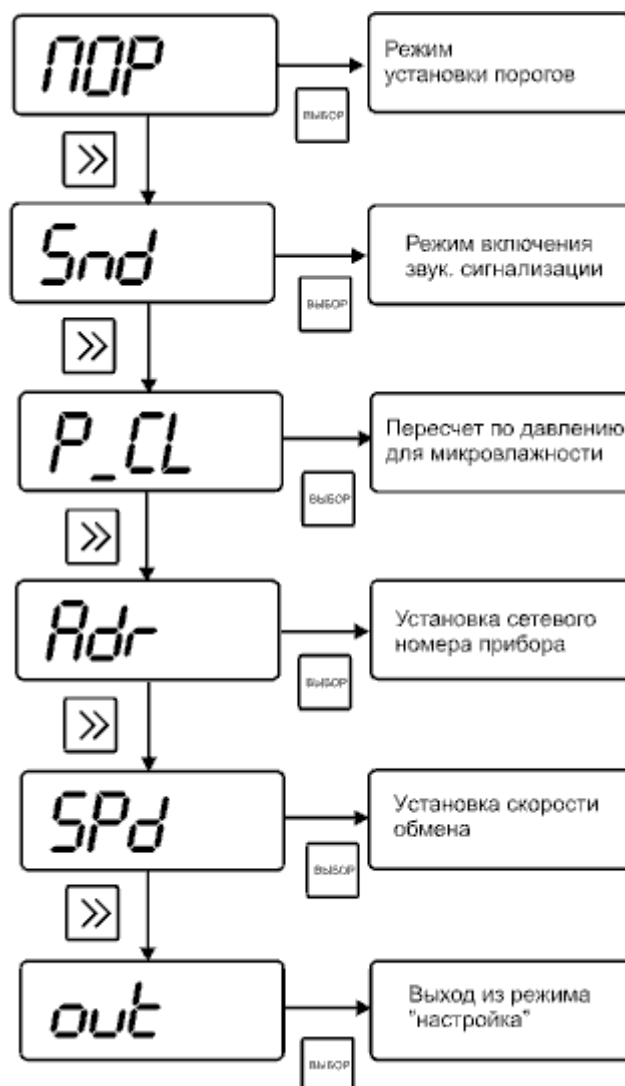 ПОР
Режим
установки порогов
ВЫБОР
>>
Snd
Режим включения
звук. сигнализации
ВЫБОР
>>
P_CL
Пересчет по давлению
для микровлажности
ВЫБОР
>>
Adr
Установка сетевого
номера прибора
ВЫБОР
>>
SPd
Установка скорости
обмена
ВЫБОР
>>
out
Выход из режима
"настройка"
ВЫБОР